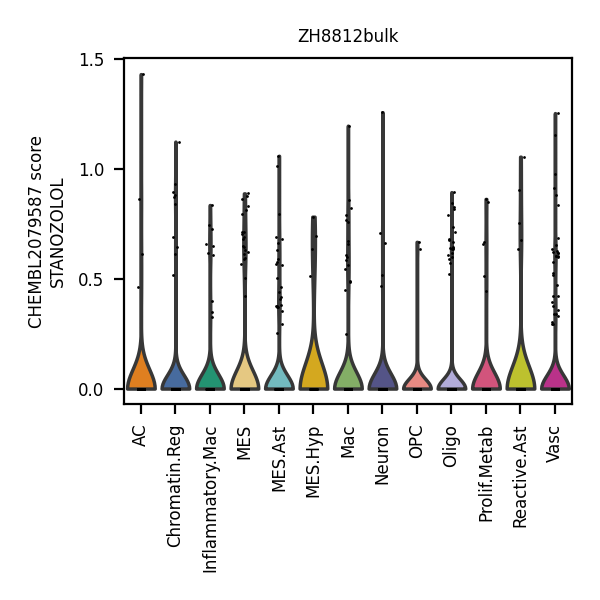 ZH8812bulk
CHEMBL2079587 score
STANOZOLOL
1.5
1.0
0.5
0.0
AC
Chromatin.Reg
Inflammatory.Mac
MES
MES.Ast
MES.Hyp
Mac
Neuron
OPC
Oligo
Prolif.Metab
Reactive.Ast
Vasc